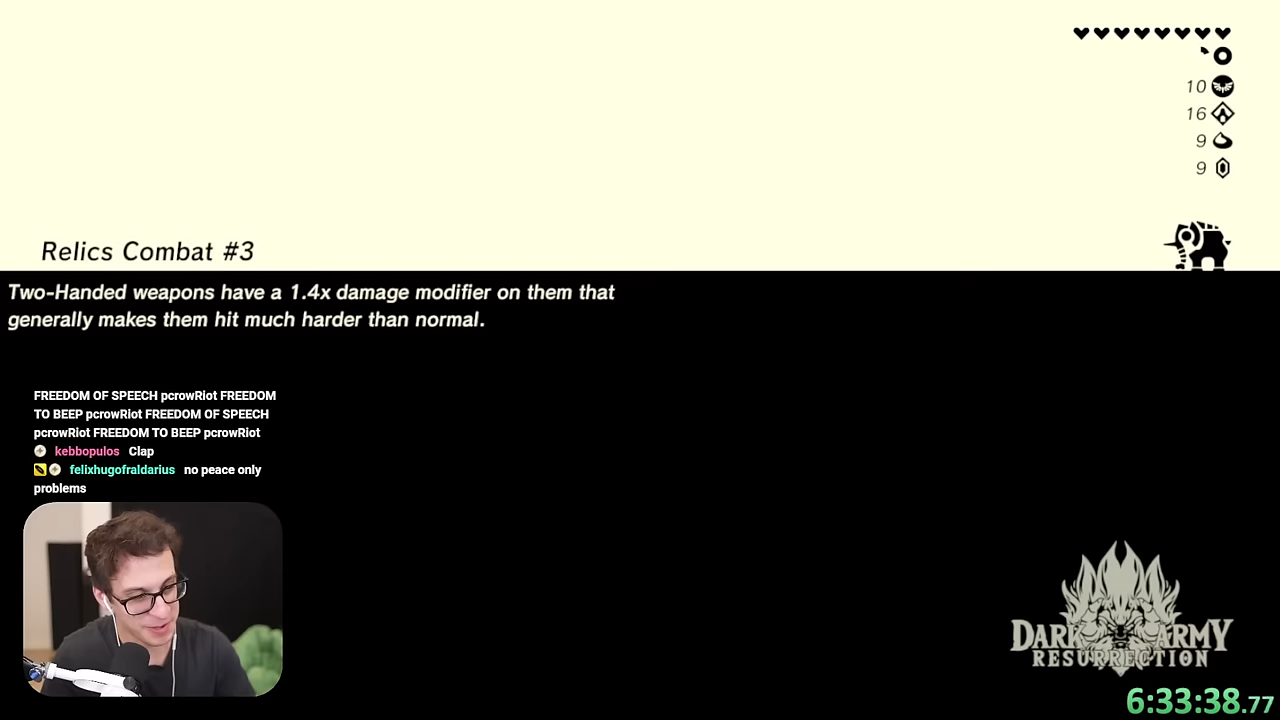 10
16
9
9
Relics Combat #3
Two-Handed weapons have a 1.4x damage modifier on them that
generally makes them hit much harder than normal.
FREEDOM OF SPEECH pcrowRiot FREEDOM
TO BEEP pcrowRiot FREEDOM OF SPEECH
pcrowRiot FREEDOM TO BEEP pcrowRiot
kebbopulos Clap
felixhugofraldarius no peace only
problems
DARK ARMY
RESURRECTION
6:33:38.77